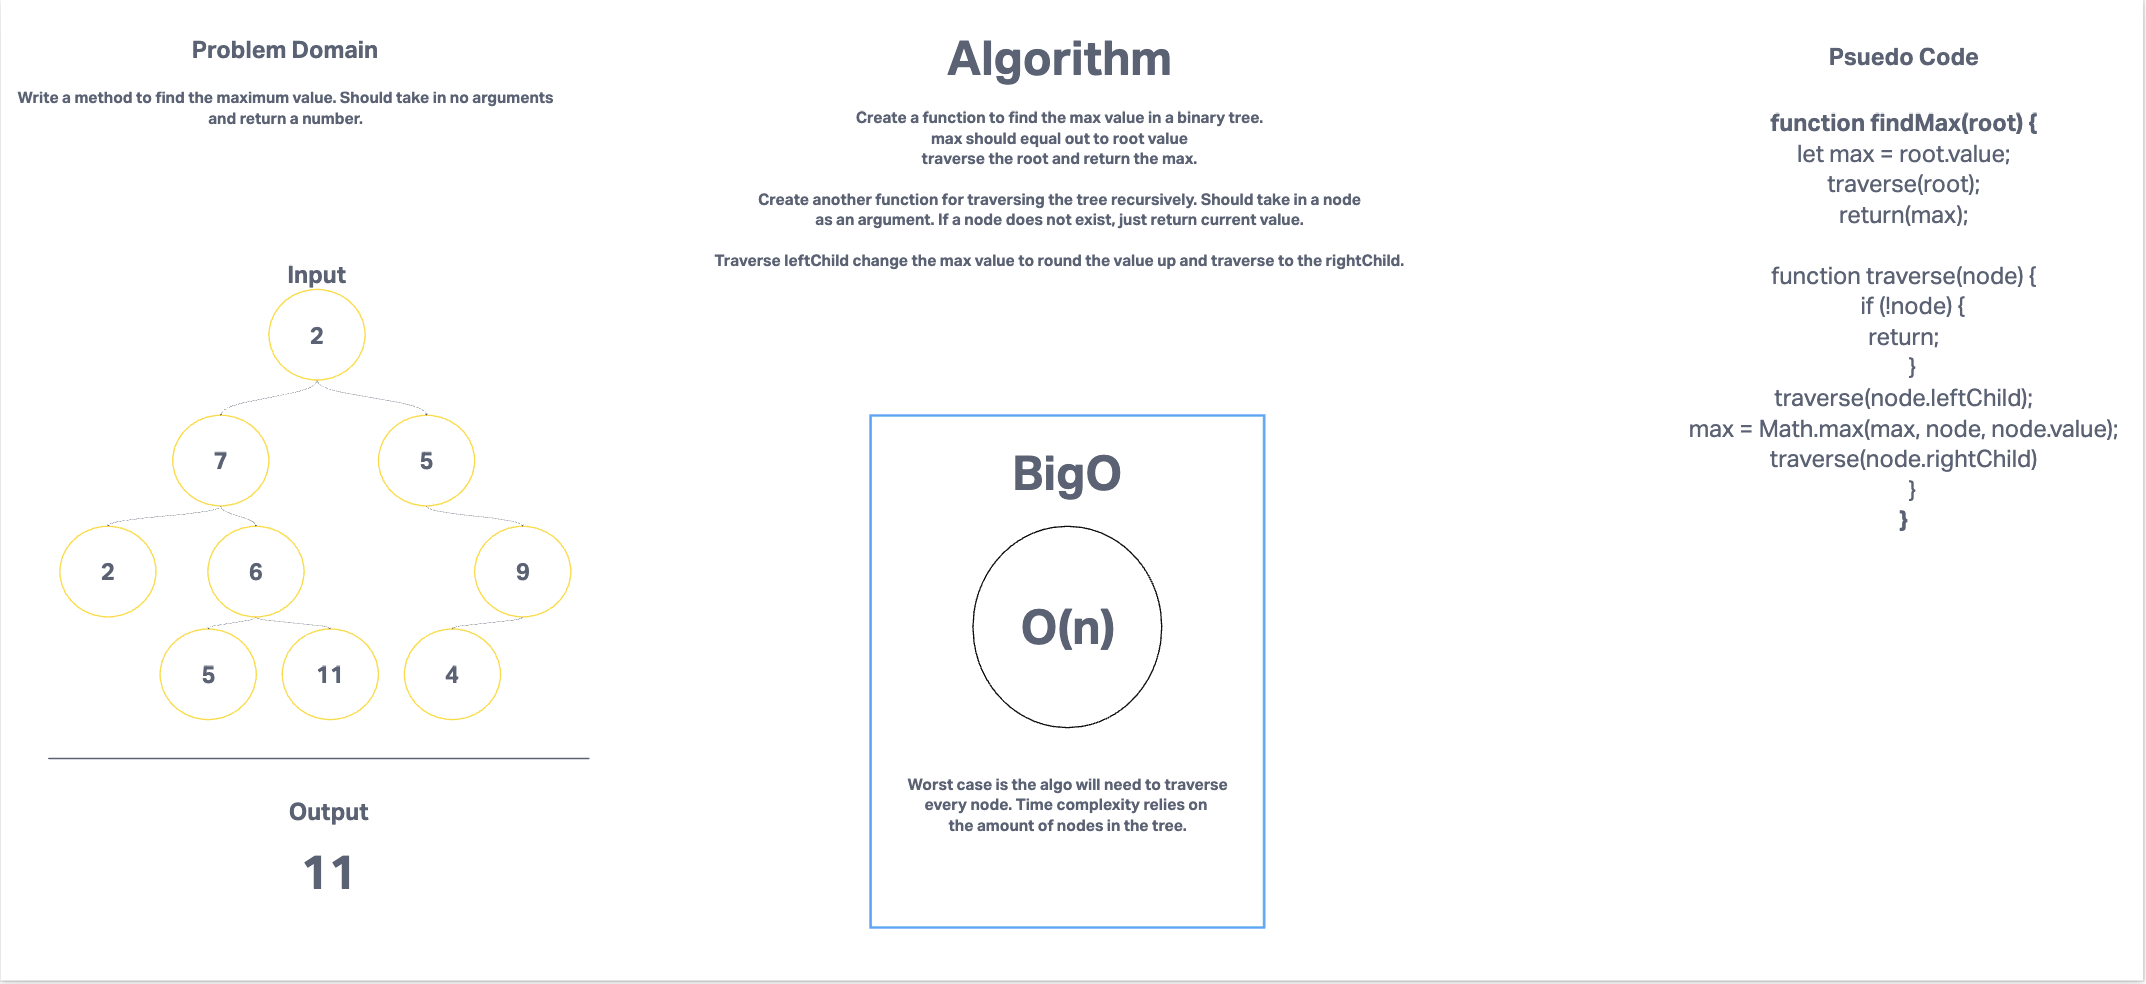 Problem Domain
Write a method to find the maximum value. Should take in no arguments
and return a number.
Input
2
7
5
2
6
9
5
11
4
Output
11
Algorithm
Create a function to find the max value in a binary tree.
max should equal out to root value
traverse the root and return the max.
Create another function for traversing the tree recursively. Should take in a node
as an argument. If a node does not exist, just return current value.
Traverse leftChild change the max value to round the value up and traverse to the rightChild.
BigO
O(n)
Worst case is the algo will need to traverse
every node. Time complexity relies on
the amount of nodes in the tree.
Psuedo Code
function findMax(root) {
let max = root.value;
traverse(root);
return(max);
function traverse(node) {
if (!node) {
return;
}
traverse(node.leftChild);
max = Math.max(max, node, node.value);
traverse(node.rightChild)
}
}